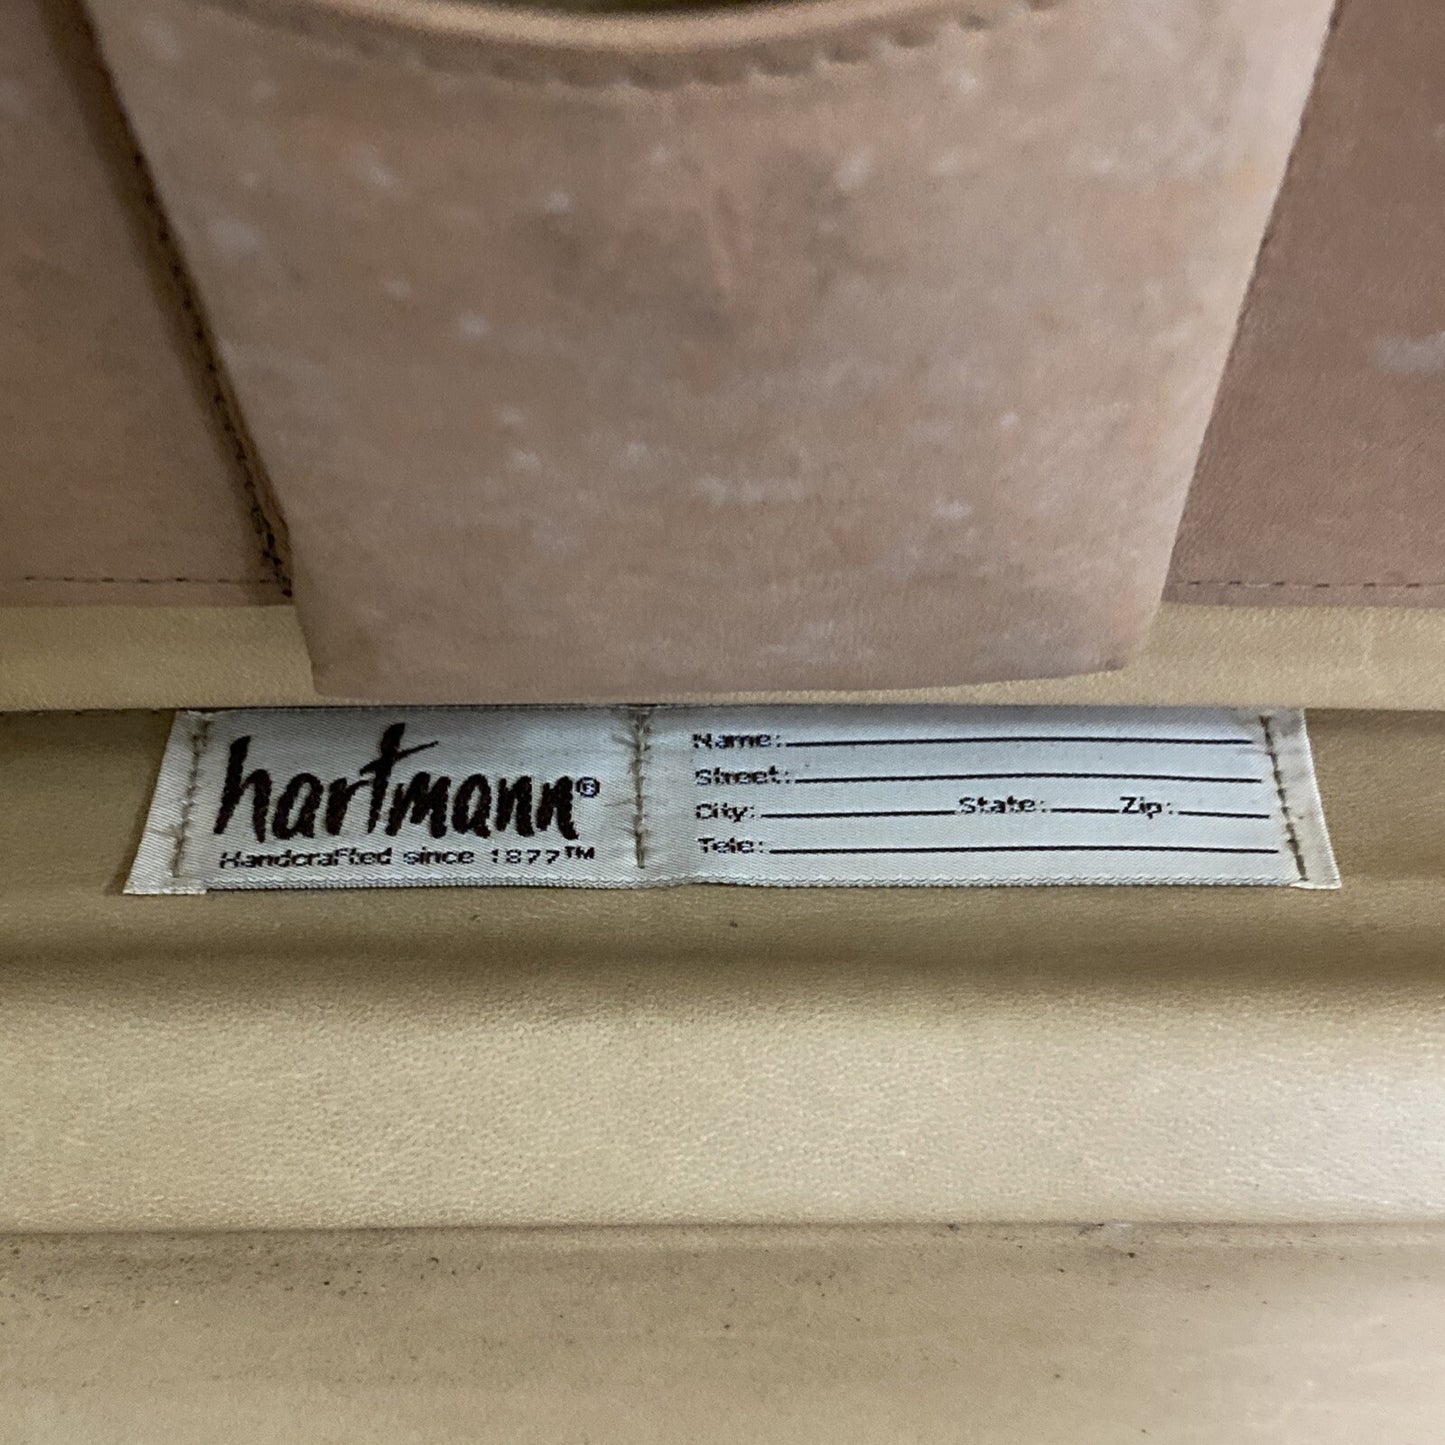 hartmann®
Handcrafted since 1877™
Name:
Street:
City: State: Zip:
Tele: